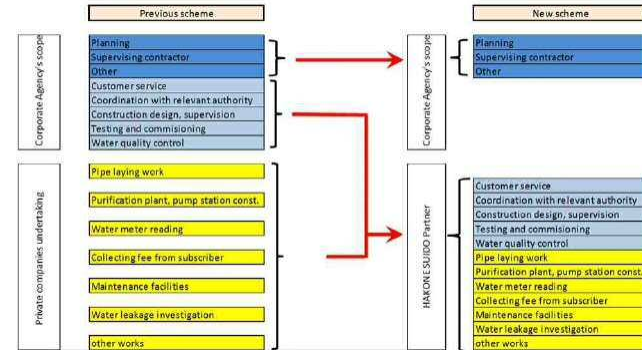 Previous scheme
New scheme
Corporate Agency's scope
Planning
Supervising contractor
Other
Customer service
Coordination with relevant authority
Construction design, supervision
Testing and commisioning
Water quality control
Private companies undertaking
Pipe laying work
Purification plant, pump station const.
Water meter reading
Collecting fee from subscriber
Maintenance facilities
Water leakage investigation
other works
Corporate Agency's scope
Planning
Supervising contractor
Other
HAKONE SUIDO Partner
Customer service
Coordination with relevant authority
Construction design, supervision
Testing and commisioning
Water quality control
Pipe laying work
Purification plant, pump station const.
Water meter reading
Collecting fee from subscriber
Maintenance facilities
Water leakage investigation
other works